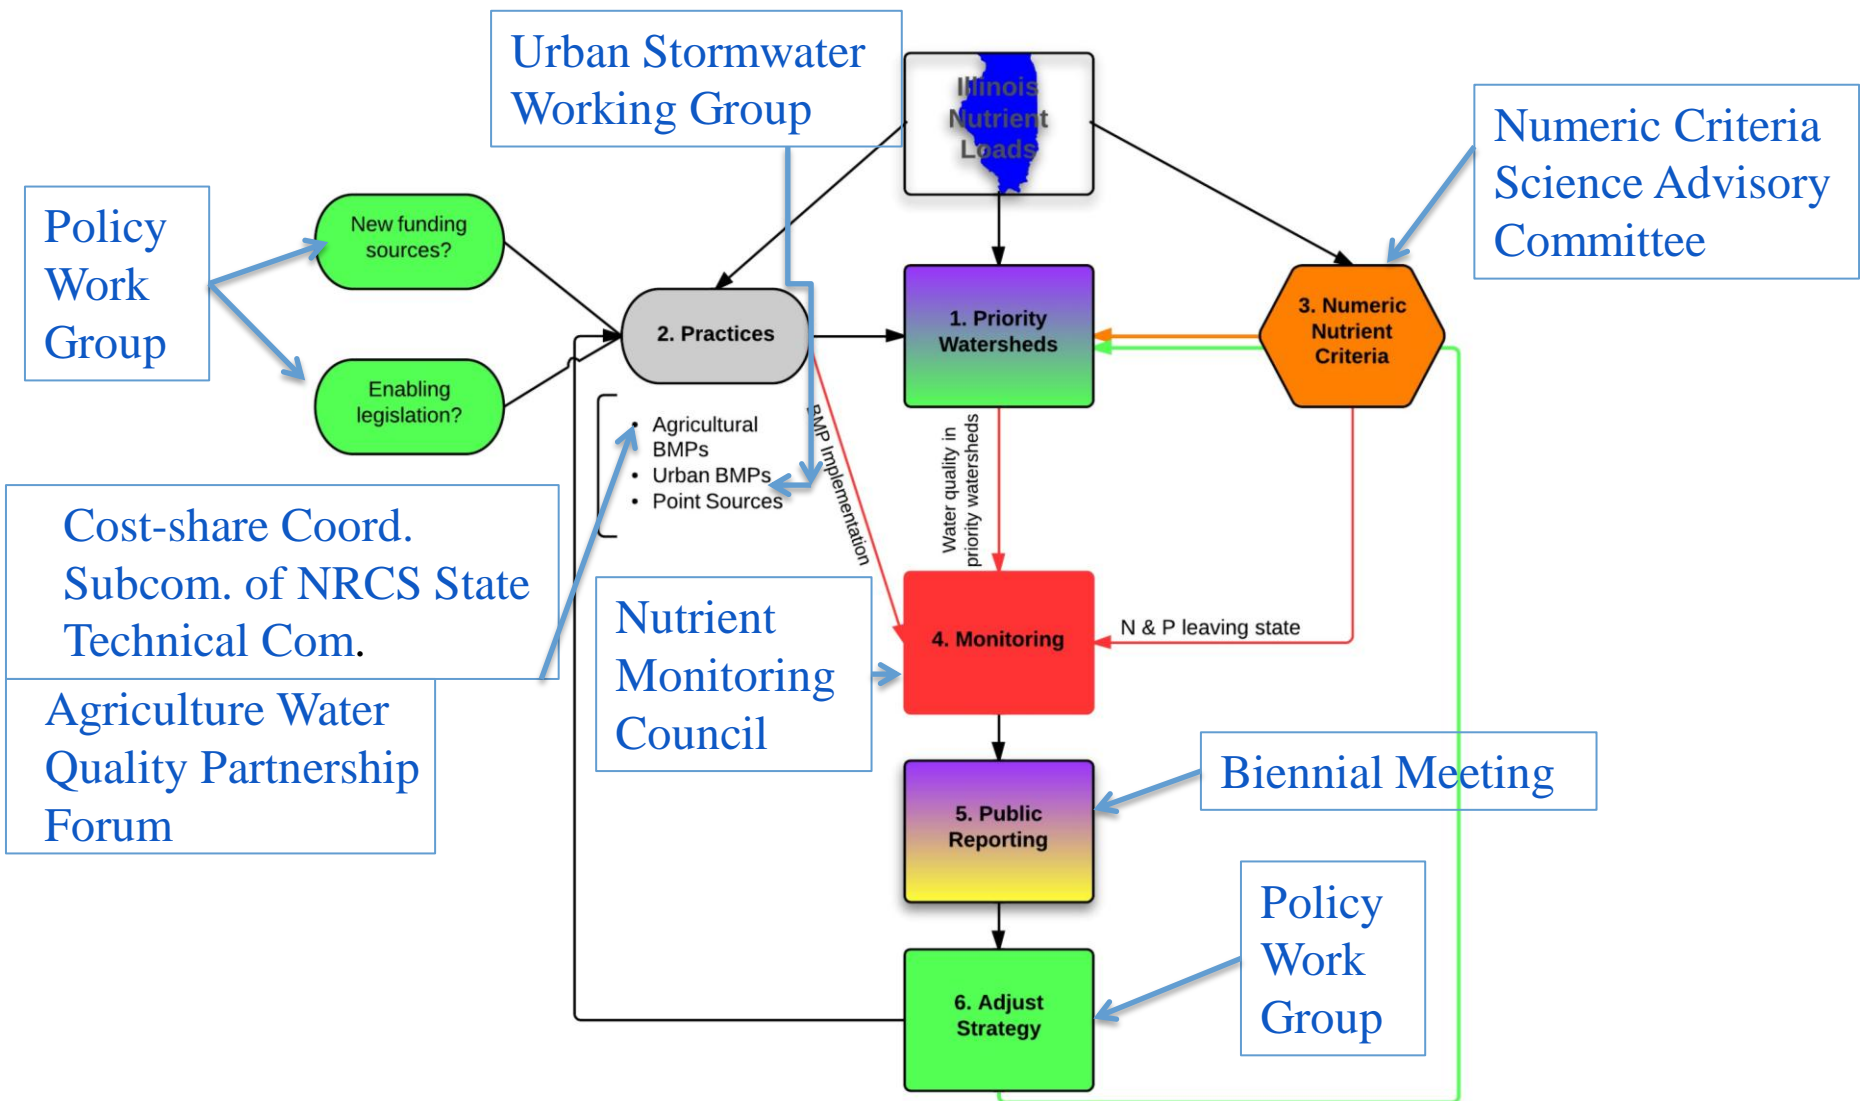 Urban Stormwater
Working Group
Illinois
Nutrient
Loads
Numeric Criteria
Science Advisory
Committee
Policy
Work
Group
New funding
sources?
Enabling
legislation?
2. Practices
1. Priority
Watersheds
3. Numeric
Nutrient
Criteria
• Agricultural
BMPs
• Urban BMPs
• Point Sources
BMP Implementation
Water quality in
priority watersheds
Cost-share Coord.
Subcom. of NRCS State
Technical Com.
Agriculture Water
Quality Partnership
Forum
Nutrient
Monitoring
Council
4. Monitoring
N & P leaving state
5. Public
Reporting
Biennial Meeting
6. Adjust
Strategy
Policy
Work
Group